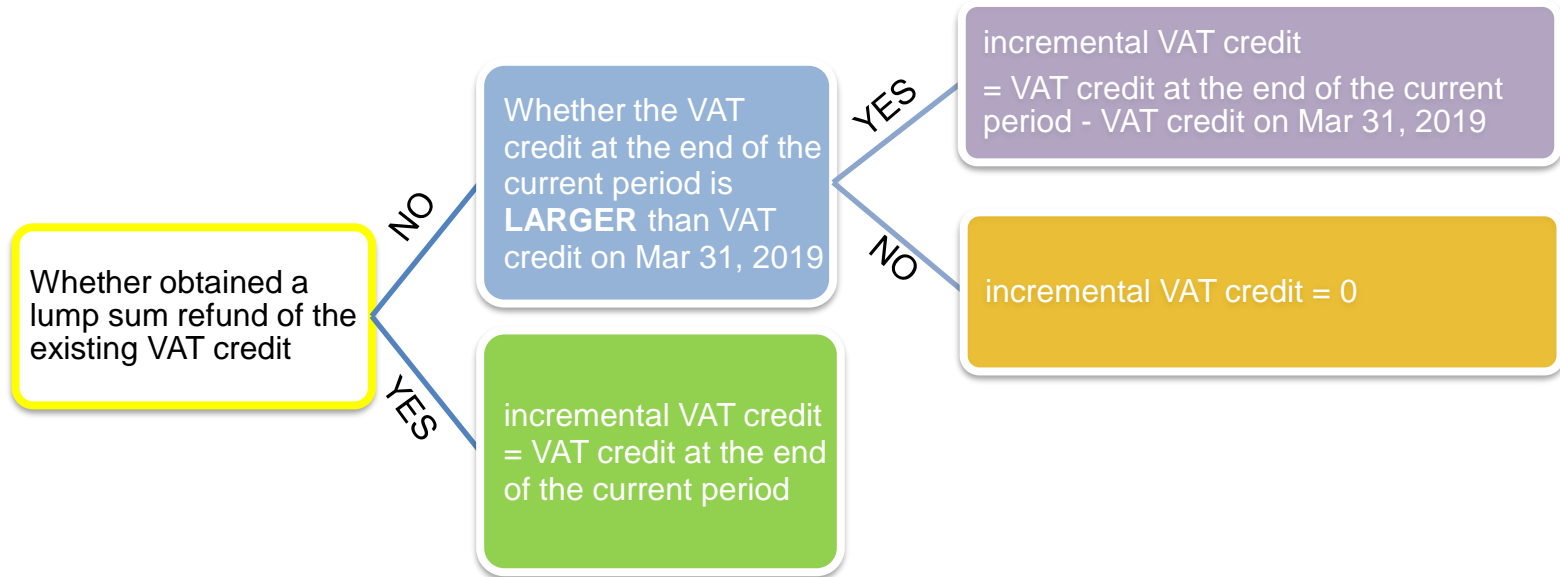 Whether obtained a
lump sum refund of the
existing VAT credit
NO
YES
Whether the VAT
credit at the end of the
current period is
LARGER than VAT
credit on Mar 31, 2019
incremental VAT credit
= VAT credit at the end
of the current period
YES
NO
incremental VAT credit
= VAT credit at the end of the current
period - VAT credit on Mar 31, 2019
incremental VAT credit = 0